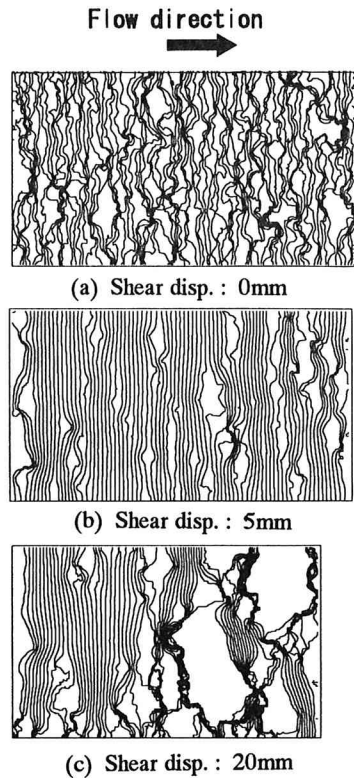 Flow direction
(a) Shear disp. : 0mm
(b) Shear disp. : 5mm
(c) Shear disp. : 20mm